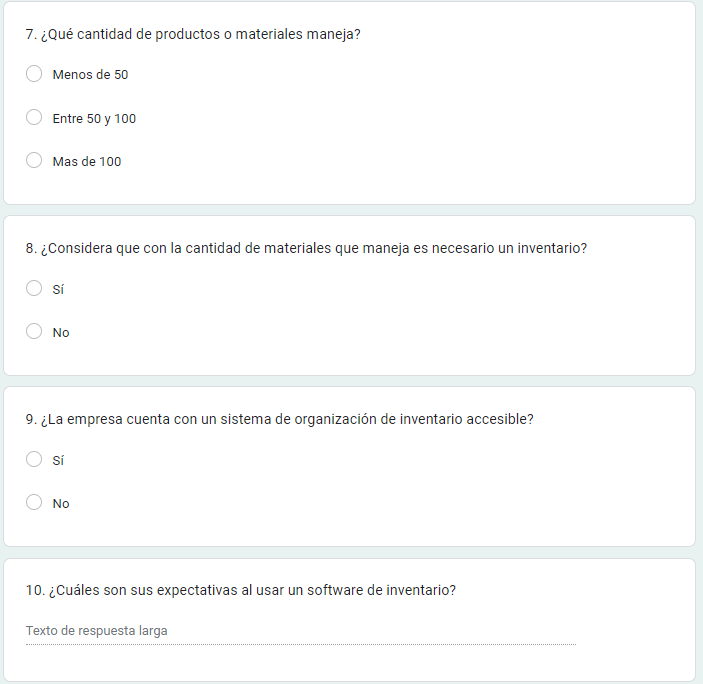 7. ¿Qué cantidad de productos o materiales maneja?
Menos de 50
Entre 50 y 100
Mas de 100
8. ¿Considera que con la cantidad de materiales que maneja es necesario un inventario?
Sí
No
9. ¿La empresa cuenta con un sistema de organización de inventario accesible?
Sí
No
10. ¿Cuáles son sus expectativas al usar un software de inventario?
Texto de respuesta larga